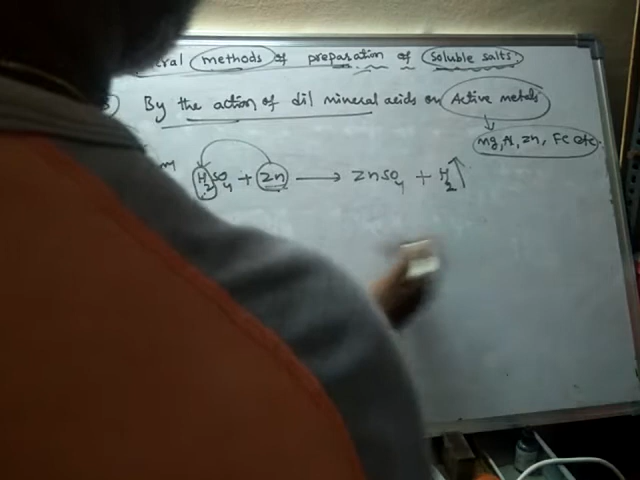 methods of preparation of soluble salts.
By the action of dil mineral acids on Active metals
Mg, Al, Zn, Fe etc.
H2SO4 + Zn ⟶ ZnSO4 + H2↑